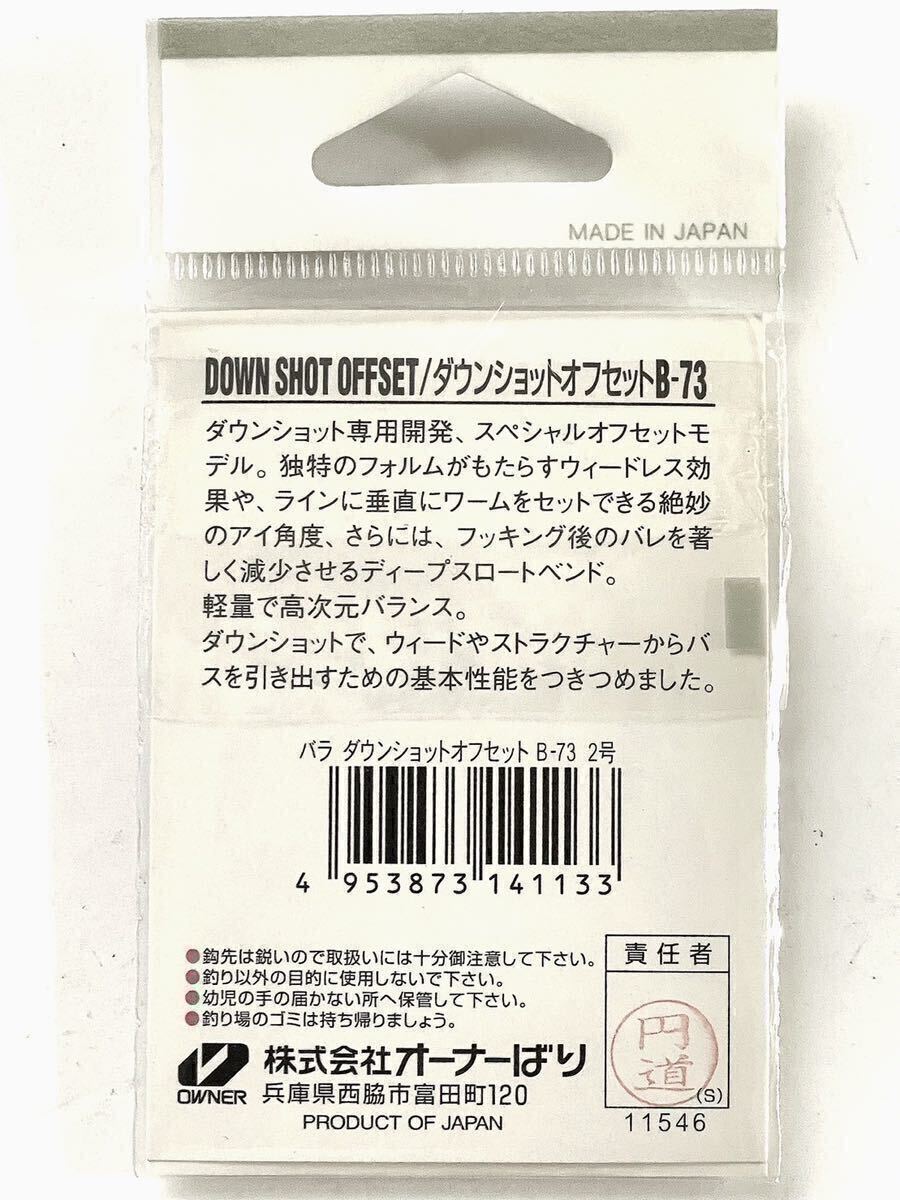 MADE IN JAPAN
DOWN SHOT OFFSET/ダウンショットオフセットB-73
ダウンショット専用開発、スペシャルオフセットモ
デル。独特のフォルムがもたらすウィードレス効
果や、ラインに垂直にワームをセットできる絶妙
のアイ角度、さらには、フッキング後のバレを著
しく減少させるディープスロートベンド。
軽量で高次元バランス。
ダウンショットで、ウィードやストラクチャーからバ
スを引き出すための基本性能をつきつめました。
バラ ダウンショットオフセット B-73 2号
4 953873 141133
●鈎先は鋭いので取扱いには十分御注意して下さい。
●釣り以外の目的に使用しないで下さい。
●幼児の手の届かない所へ保管して下さい。
●釣り場のゴミは持ち帰りましょう。
責任者
円道
(S)
11546
OWNER
株式会社オーナーばり
兵庫県西脇市富田町120
PRODUCT OF JAPAN